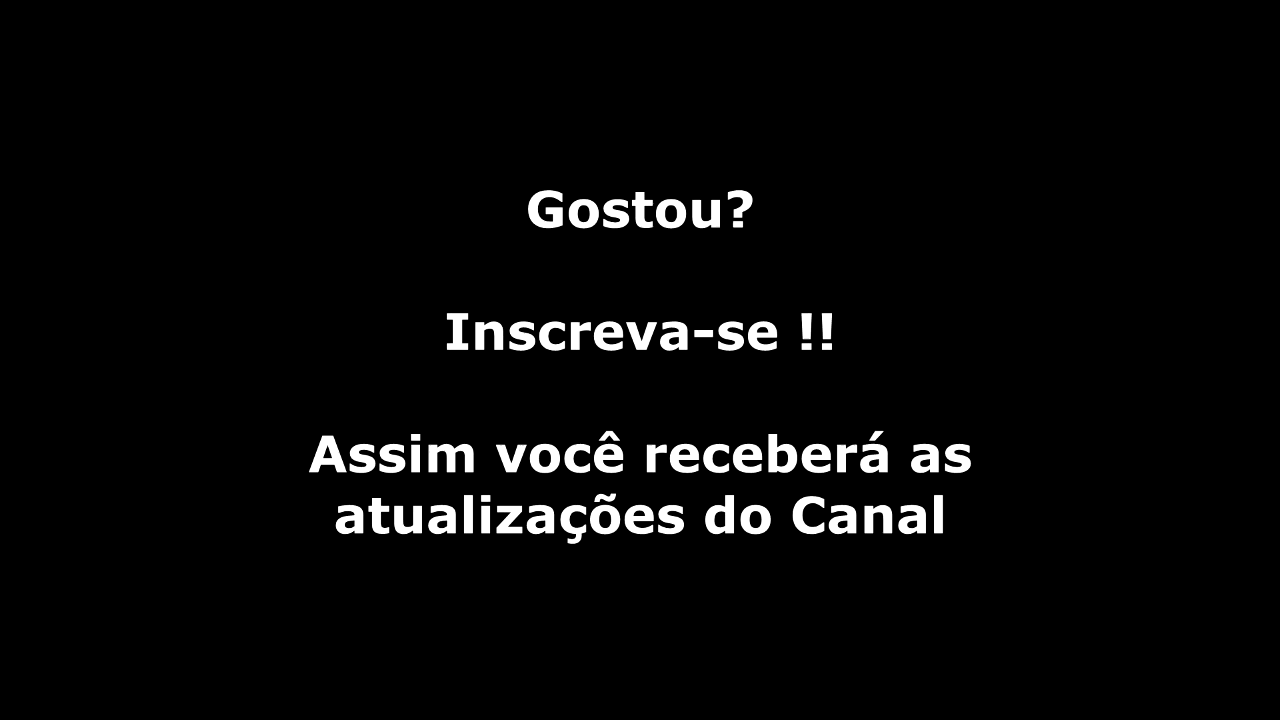 Gostou?
Inscreva-se !!
Assim você receberá as
atualizações do Canal